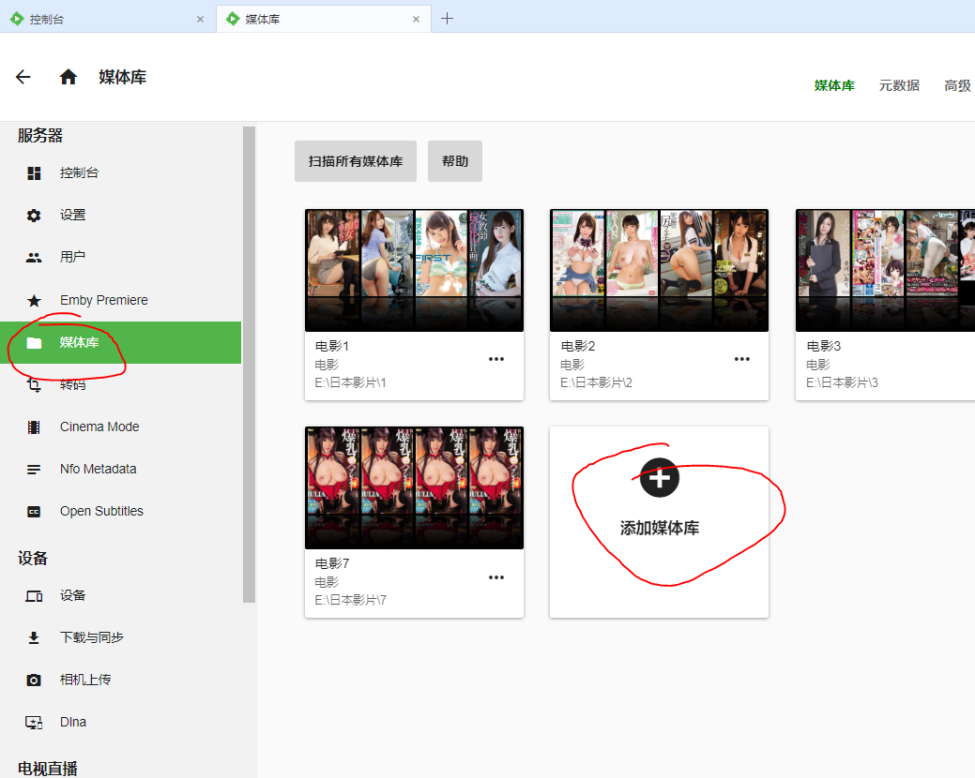 控制台
媒体库
媒体库
媒体库
元数据
高级
服务器
控制台
设置
用户
Emby Premiere
媒体库
转码
Cinema Mode
Nfo Metadata
Open Subtitles
设备
设备
下载与同步
相机上传
Dlna
电视直播
扫描所有媒体库
帮助
女教師
FIRST
电影1
电影
E:\日本影片\1
电影2
电影
E:\日本影片\2
电影3
电影
E:\日本影片\3
爆乳
JULIA
电影7
电影
E:\日本影片\7
添加媒体库